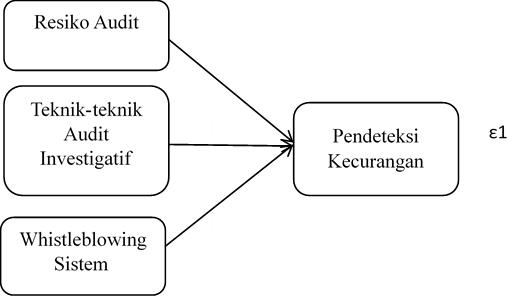 Resiko Audit
Teknik-teknik
Audit
Investigatif
Whistleblowing
Sistem
Pendeteksi
Kecurangan
ε1